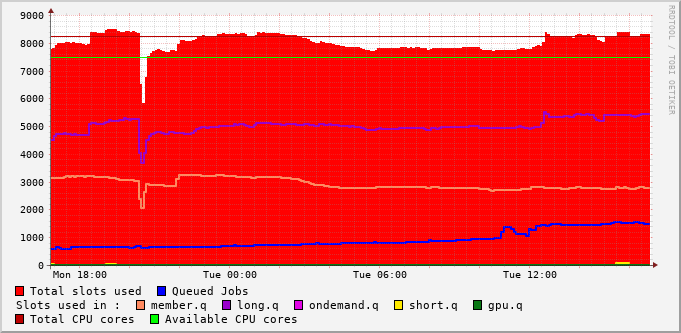 9000
8000
7000
6000
5000
4000
3000
2000
1000
0
Mon 18:00 Tue 00:00 Tue 06:00 Tue 12:00
RRDTOOL / TOBI OETIKER
Total slots used Queued Jobs
Slots used in : member.q long.q ondemand.q short.q gpu.q
Total CPU cores Available CPU cores